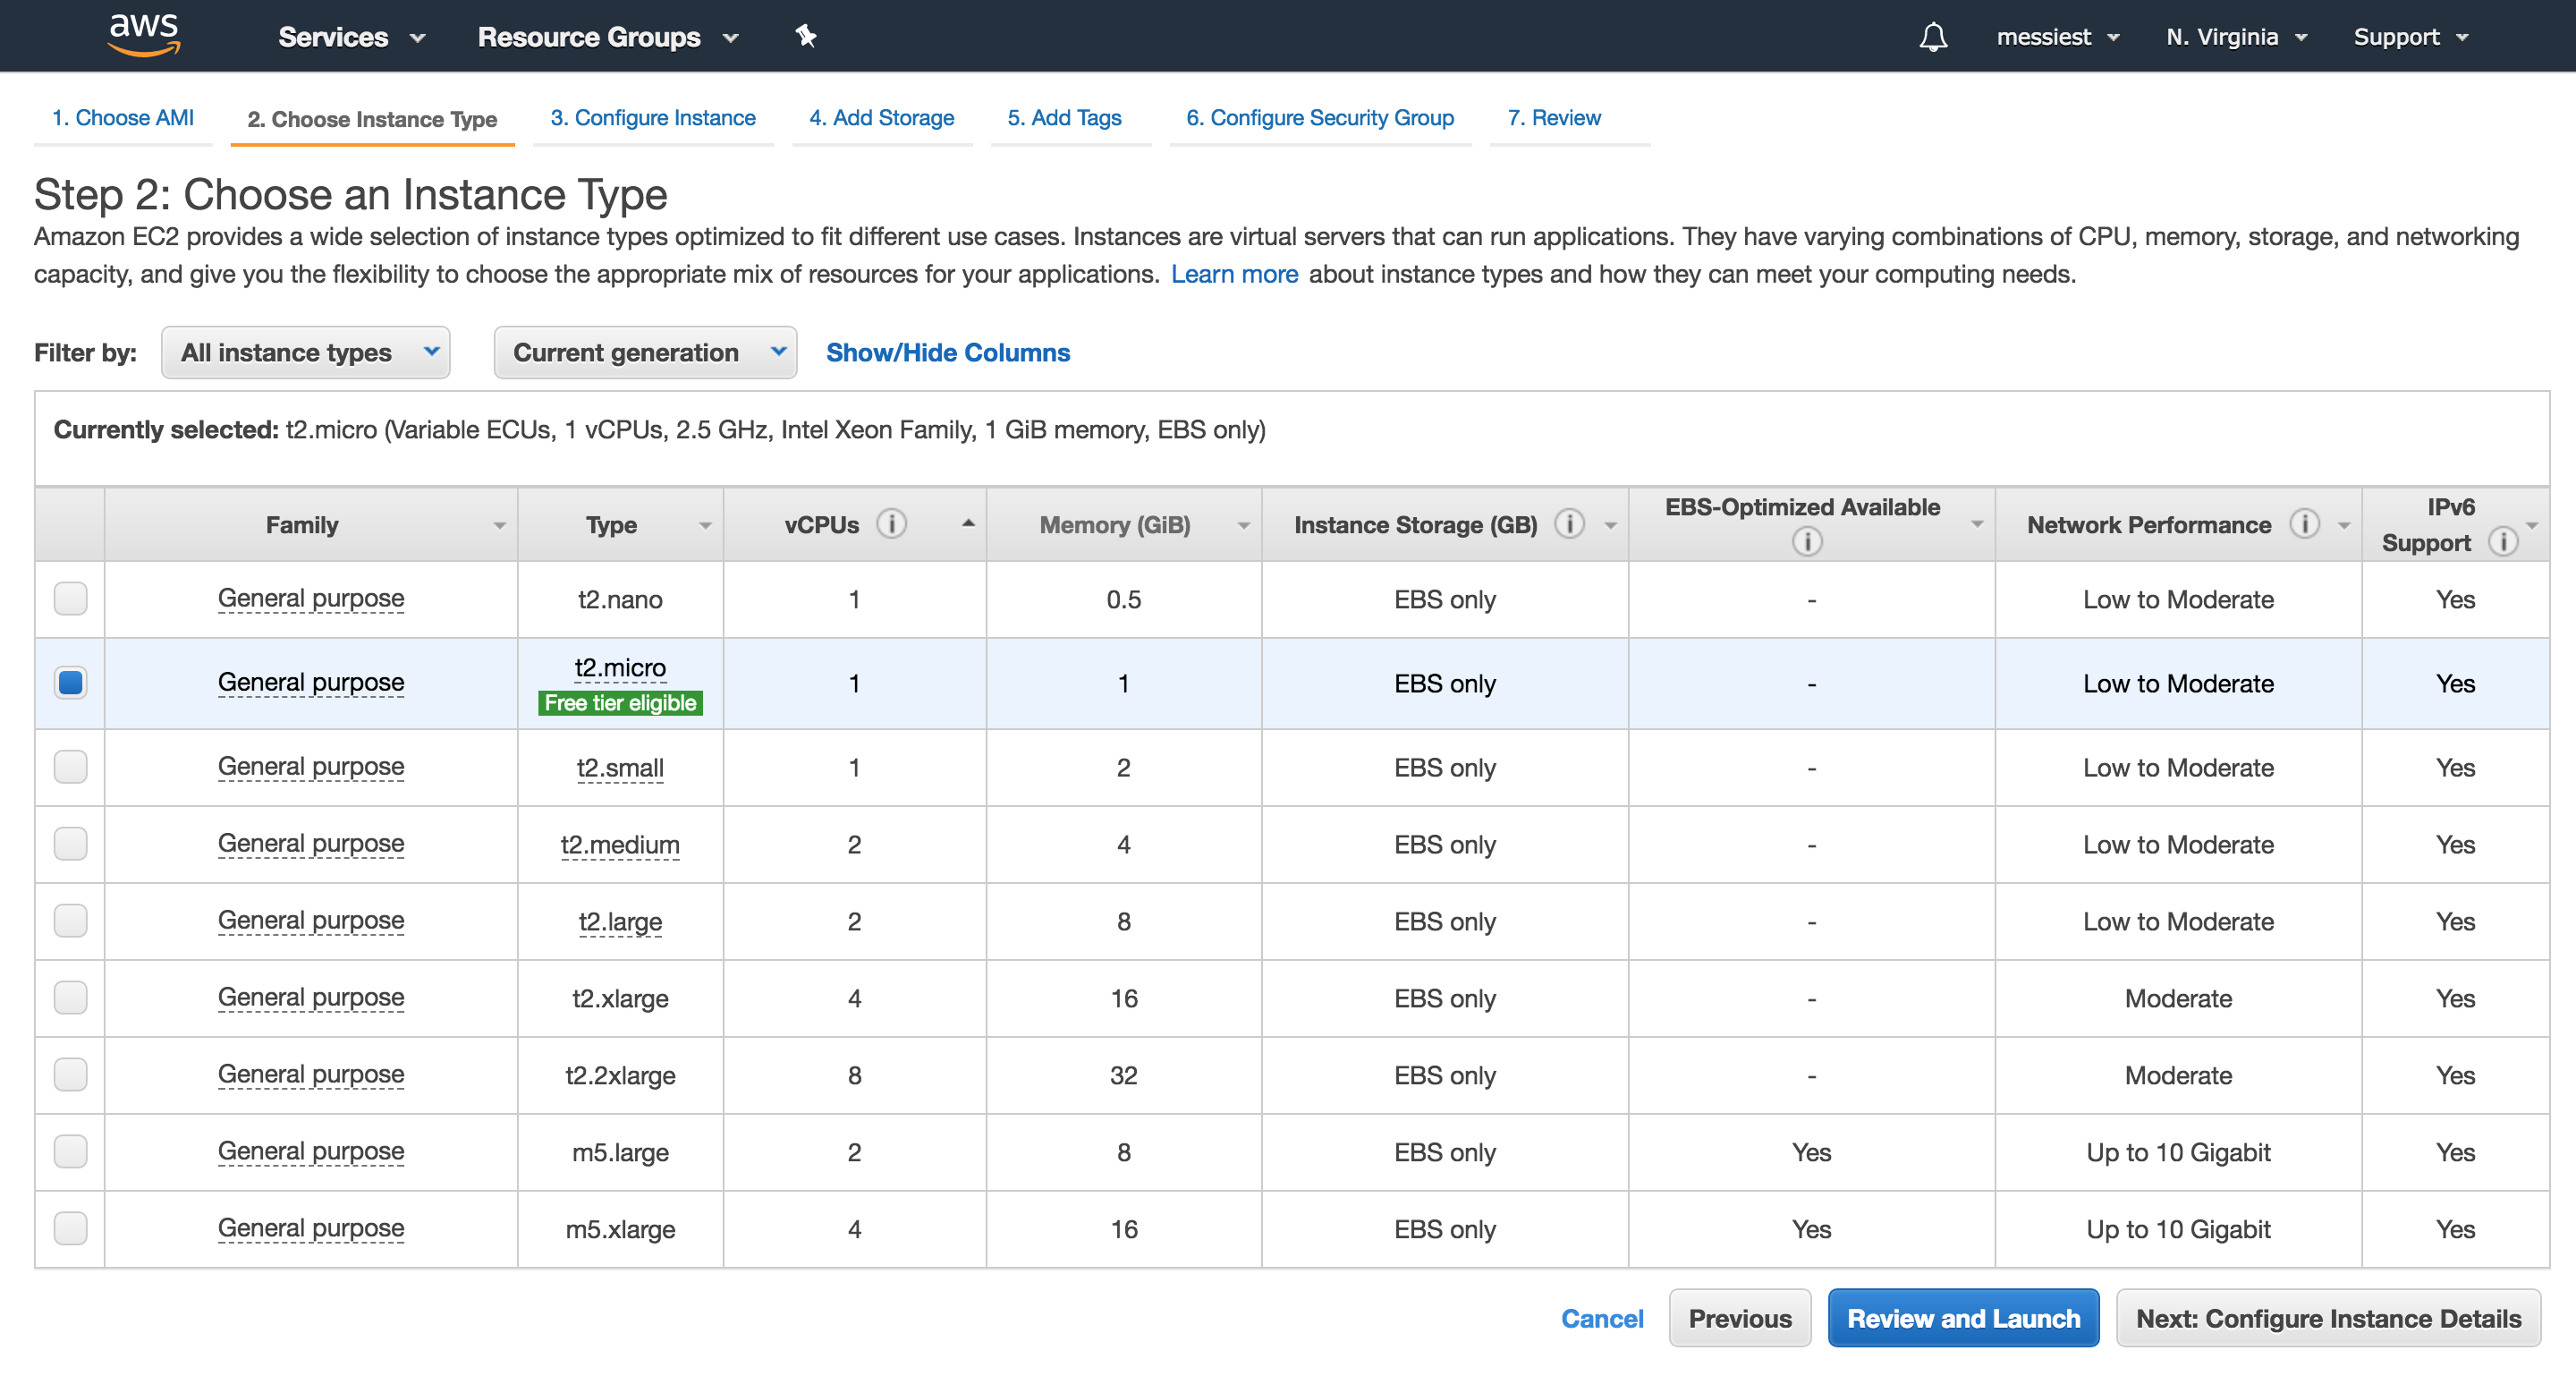 aws Services Resource Groups messiest N. Virginia Support
1. Choose AMI 2. Choose Instance Type 3. Configure Instance 4. Add Storage 5. Add Tags 6. Configure Security Group 7. Review
Step 2: Choose an Instance Type
Amazon EC2 provides a wide selection of instance types optimized to fit different use cases. Instances are virtual servers that can run applications. They have varying combinations of CPU, memory, storage, and networking
capacity, and give you the flexibility to choose the appropriate mix of resources for your applications. Learn more about instance types and how they can meet your computing needs.
Filter by: All instance types Current generation Show/Hide Columns
Currently selected: t2.micro (Variable ECUs, 1 vCPUs, 2.5 GHz, Intel Xeon Family, 1 GiB memory, EBS only)
Family Type vCPUs i Memory (GiB) Instance Storage (GB) i EBS-Optimized Available i Network Performance i IPv6 Support i
General purpose t2.nano 1 0.5 EBS only - Low to Moderate Yes
General purpose t2.micro Free tier eligible 1 1 EBS only - Low to Moderate Yes
General purpose t2.small 1 2 EBS only - Low to Moderate Yes
General purpose t2.medium 2 4 EBS only - Low to Moderate Yes
General purpose t2.large 2 8 EBS only - Low to Moderate Yes
General purpose t2.xlarge 4 16 EBS only - Moderate Yes
General purpose t2.2xlarge 8 32 EBS only - Moderate Yes
General purpose m5.large 2 8 EBS only Yes Up to 10 Gigabit Yes
General purpose m5.xlarge 4 16 EBS only Yes Up to 10 Gigabit Yes
Cancel Previous Review and Launch Next: Configure Instance Details